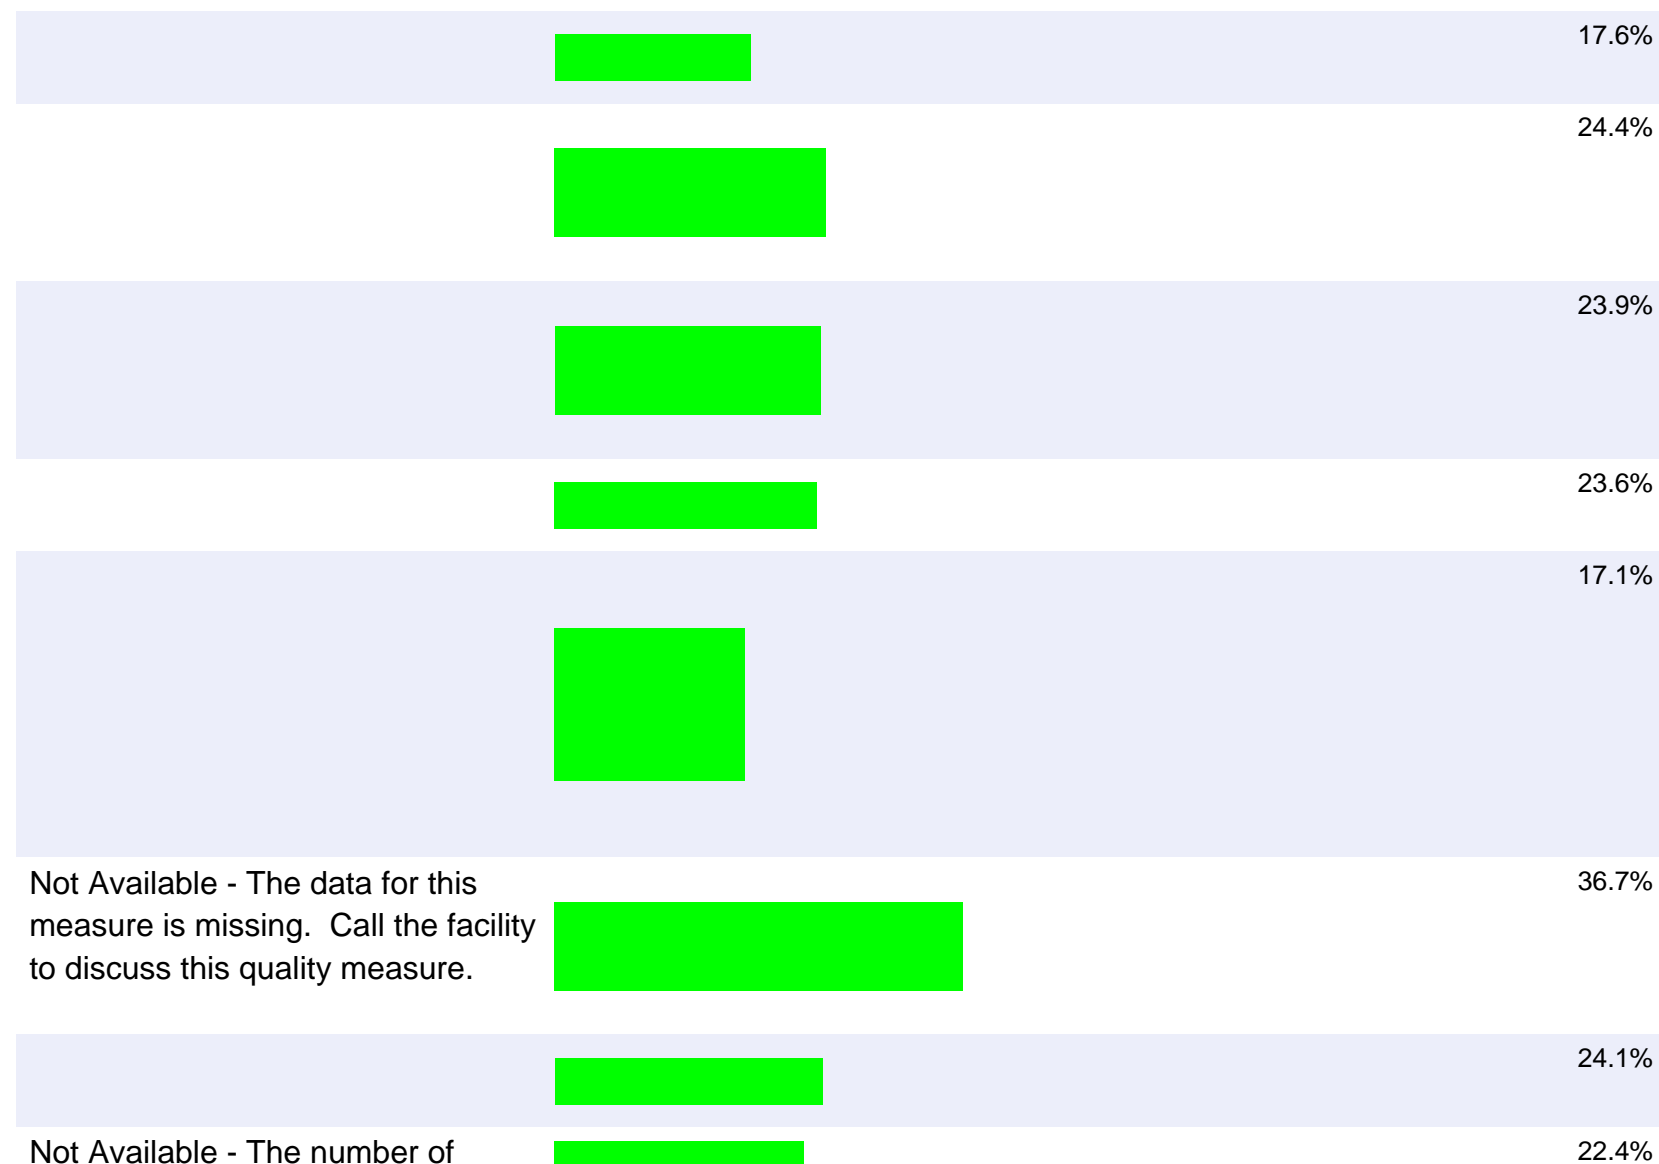 17.6%
24.4%
23.9%
23.6%
17.1%
Not Available - The data for this
measure is missing.  Call the facility
to discuss this quality measure.
36.7%
24.1%
Not Available - The number of
22.4%